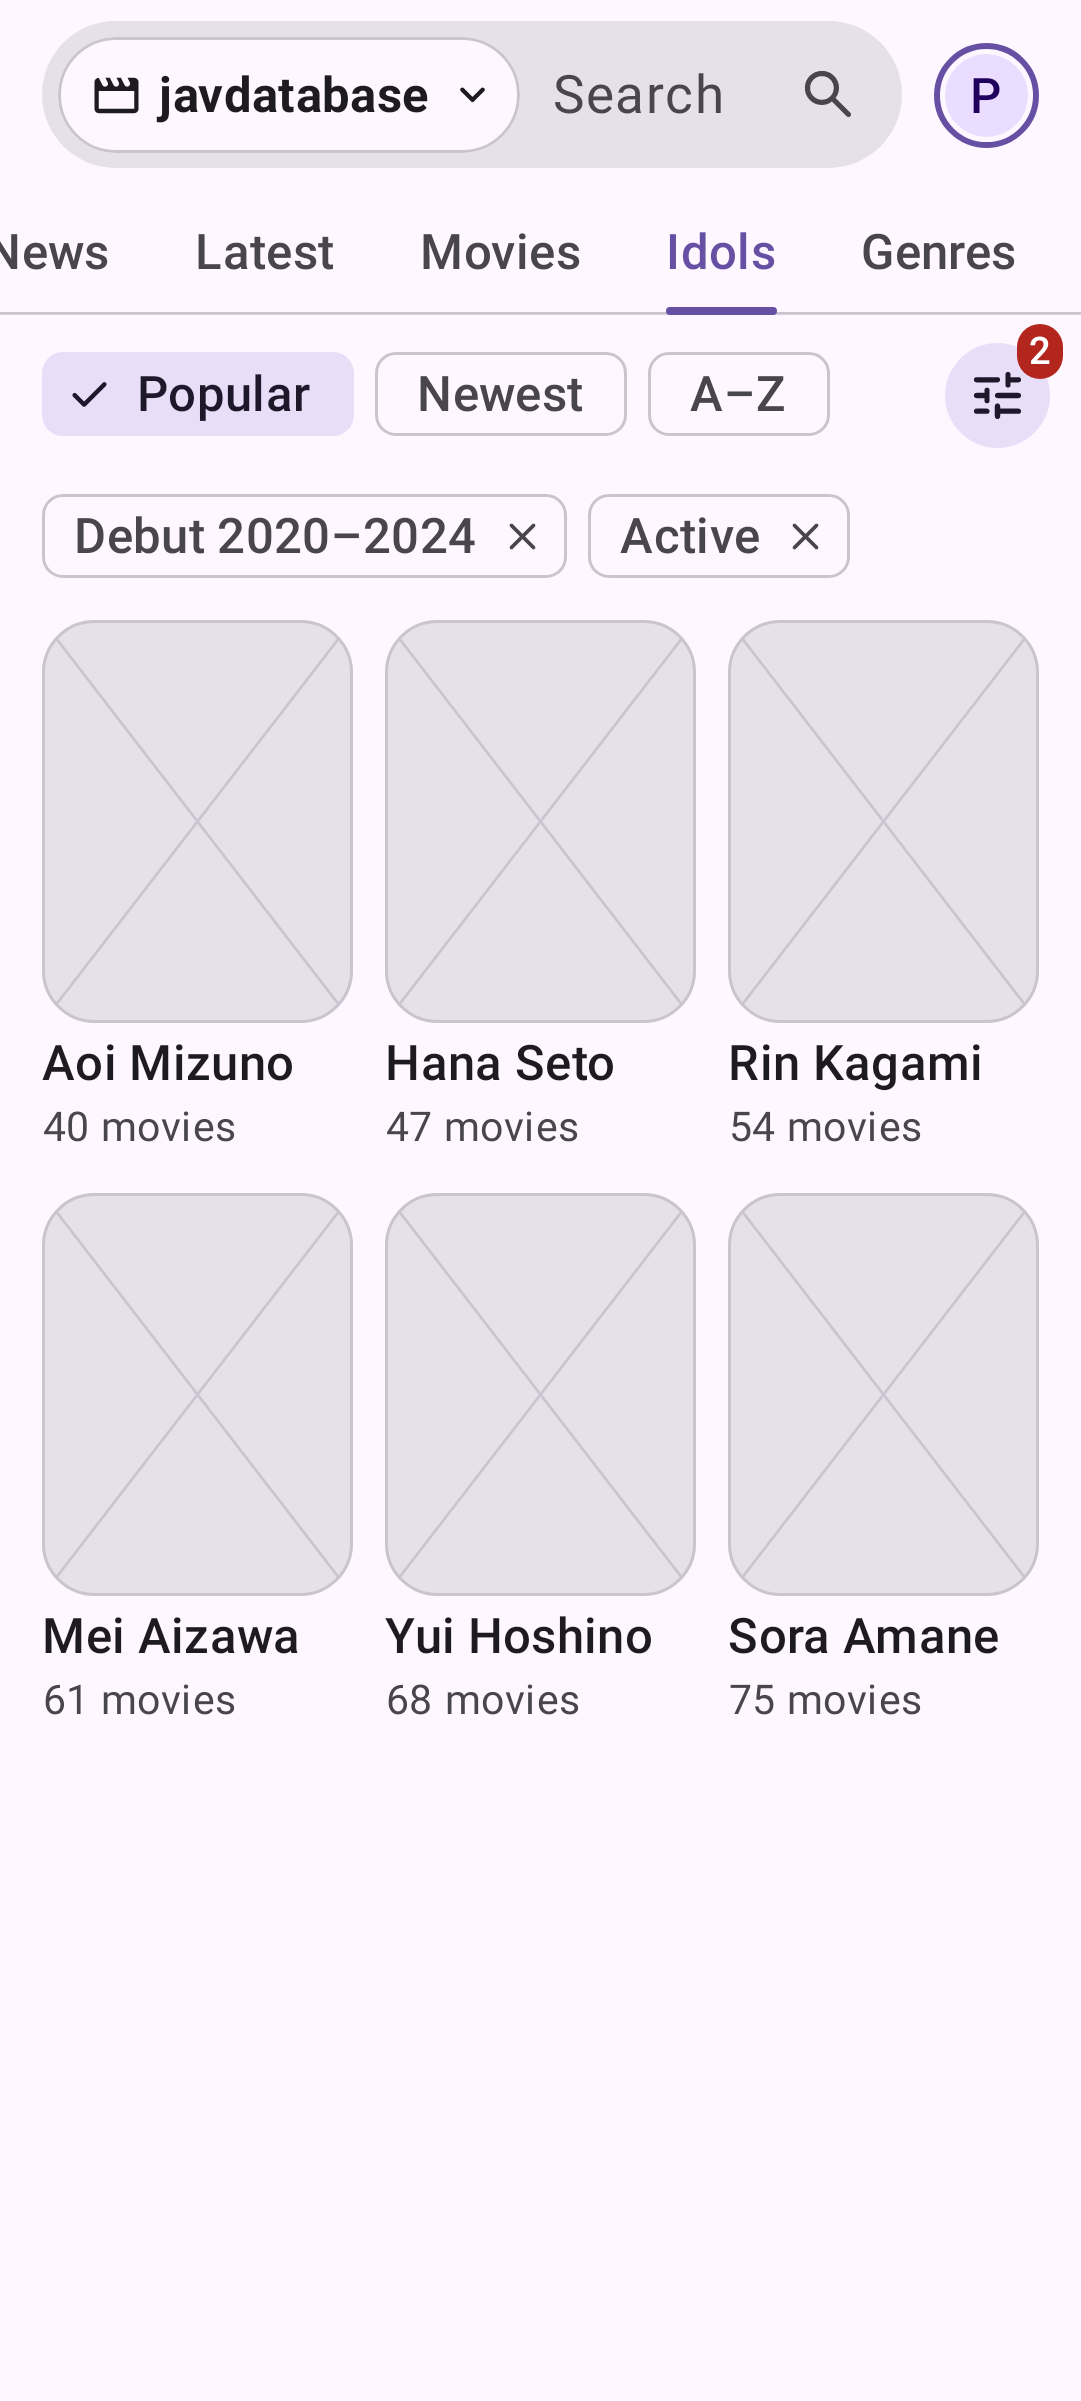 javdatabase Search P
News Latest Movies Idols Genres
Popular Newest A–Z 2
Debut 2020–2024 Active
Aoi Mizuno Hana Seto Rin Kagami
40 movies 47 movies 54 movies
Mei Aizawa Yui Hoshino Sora Amane
61 movies 68 movies 75 movies